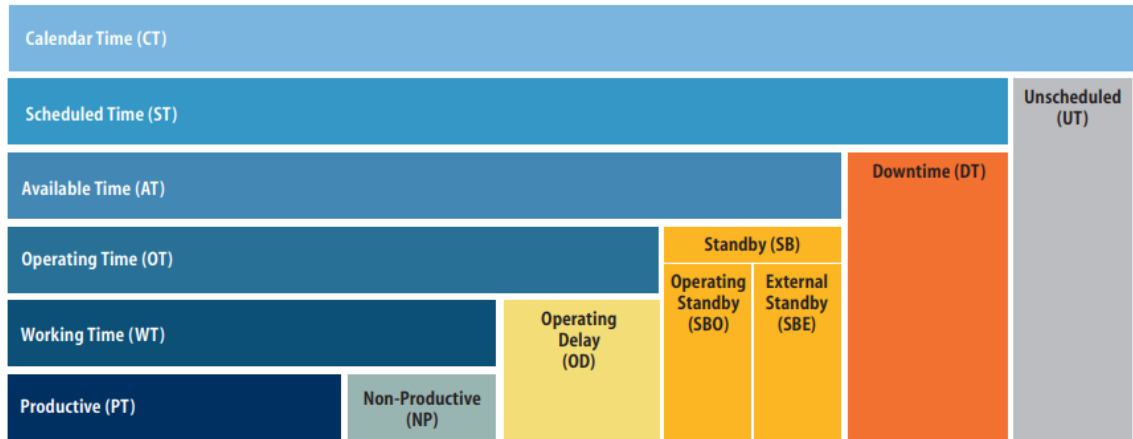 Calendar Time (CT)
Scheduled Time (ST)
Unscheduled
(UT)
Available Time (AT)
Downtime (DT)
Operating Time (OT)
Standby (SB)
Operating
Standby
(SBO)
External
Standby
(SBE)
Working Time (WT)
Operating
Delay
(OD)
Productive (PT)
Non-Productive
(NP)